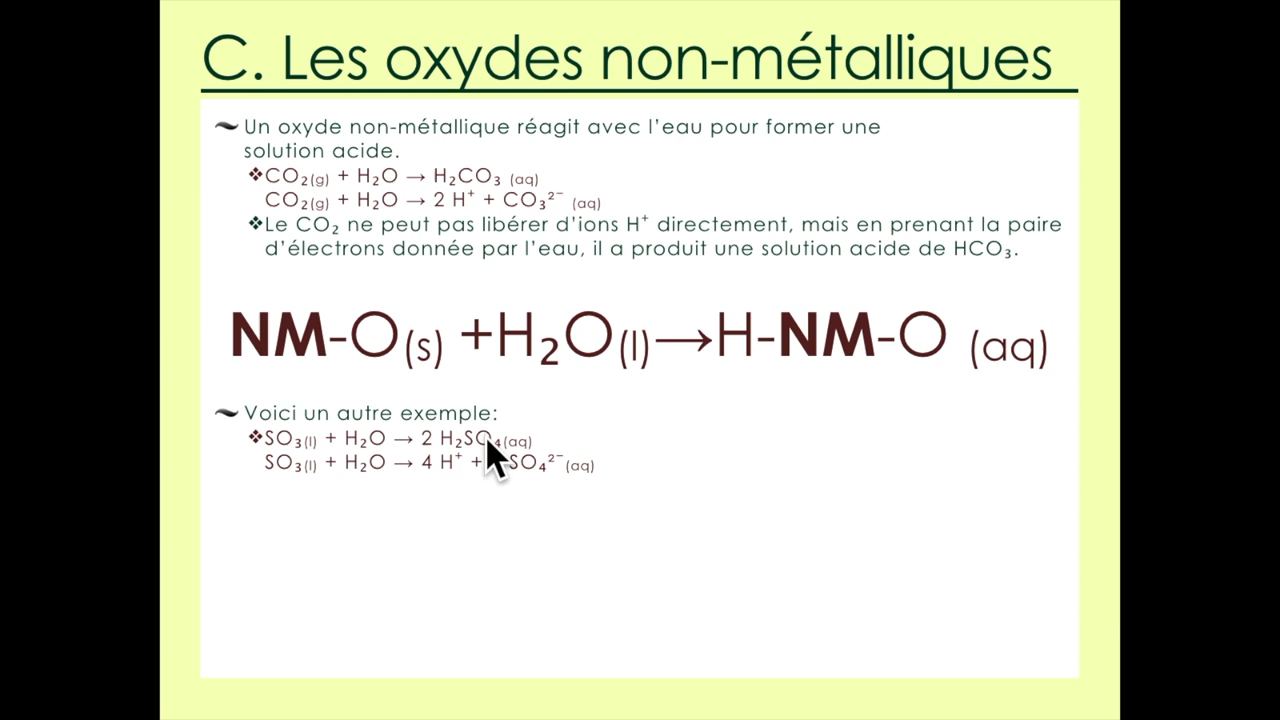 C. Les oxydes non-métalliques
Un oxyde non-métallique réagit avec l'eau pour former une
solution acide.
❖CO₂(g) + H₂O → H₂CO₃ (aq)
CO₂(g) + H₂O → 2 H⁺ + CO₃²⁻ (aq)
❖Le CO₂ ne peut pas libérer d'ions H⁺ directement, mais en prenant la paire
d'électrons donnée par l'eau, il a produit une solution acide de HCO₃.
NM-O(s) +H₂O(l)→H-NM-O (aq)
Voici un autre exemple:
❖SO₃(l) + H₂O → 2 H₂SO₄(aq)
SO₃(l) + H₂O → 4 H⁺ + SO₄²⁻(aq)